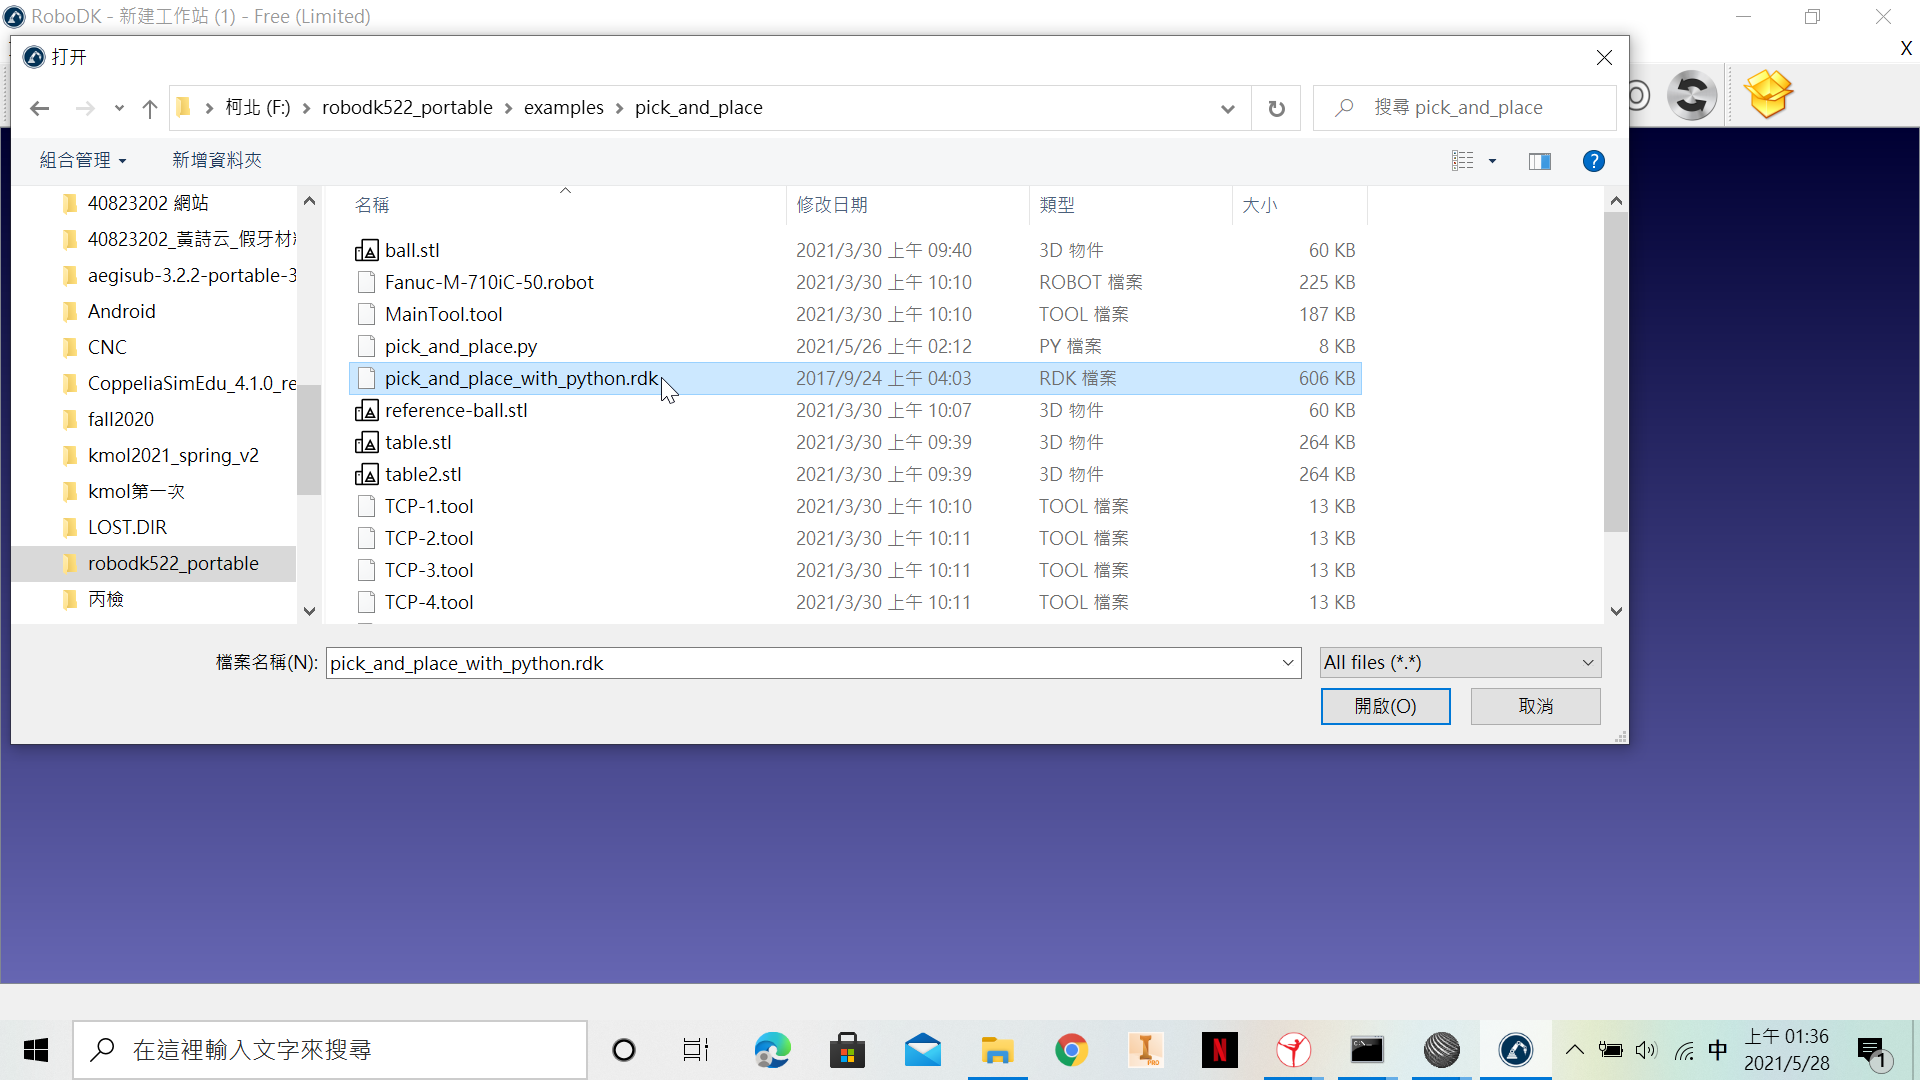 RoboDK - 新建工作站 (1) - Free (Limited)
打开
X
柯北 (F:) robodk522_portable examples pick_and_place
搜尋 pick_and_place
組合管理 新增資料夾
?
40823202 網站
40823202_黃詩云_假牙材
aegisub-3.2.2-portable-3
Android
CNC
CoppeliaSimEdu_4.1.0_re
fall2020
kmol2021_spring_v2
kmol第一次
LOST.DIR
robodk522_portable
丙檢
名稱 修改日期 類型 大小
ball.stl 2021/3/30 上午 09:40 3D 物件 60 KB
Fanuc-M-710iC-50.robot 2021/3/30 上午 10:10 ROBOT 檔案 225 KB
MainTool.tool 2021/3/30 上午 10:10 TOOL 檔案 187 KB
pick_and_place.py 2021/5/26 上午 02:12 PY 檔案 8 KB
pick_and_place_with_python.rdk 2017/9/24 上午 04:03 RDK 檔案 606 KB
reference-ball.stl 2021/3/30 上午 10:07 3D 物件 60 KB
table.stl 2021/3/30 上午 09:39 3D 物件 264 KB
table2.stl 2021/3/30 上午 09:39 3D 物件 264 KB
TCP-1.tool 2021/3/30 上午 10:10 TOOL 檔案 13 KB
TCP-2.tool 2021/3/30 上午 10:11 TOOL 檔案 13 KB
TCP-3.tool 2021/3/30 上午 10:11 TOOL 檔案 13 KB
TCP-4.tool 2021/3/30 上午 10:11 TOOL 檔案 13 KB
檔案名稱(N): pick_and_place_with_python.rdk All files (*.*)
開啟(O) 取消
在這裡輸入文字來搜尋
I PRO
N
中
上午 01:36
2021/5/28
1